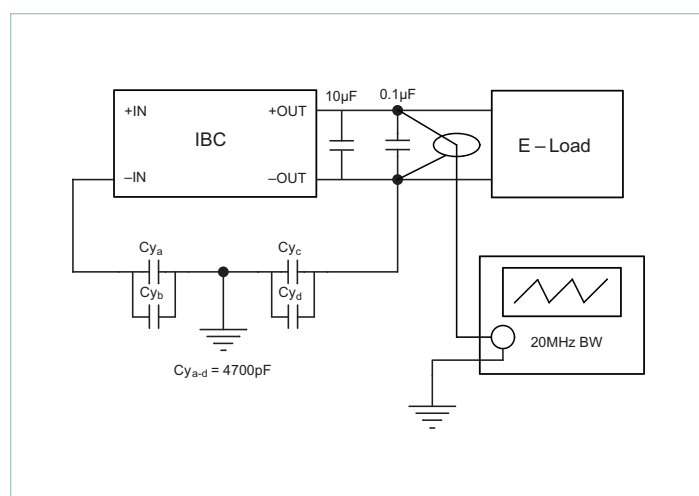 10µF
0.1µF
+IN
+OUT
IBC
–IN
–OUT
E – Load
Cya
Cyc
Cyb
Cyd
Cya-d = 4700pF
20MHz BW